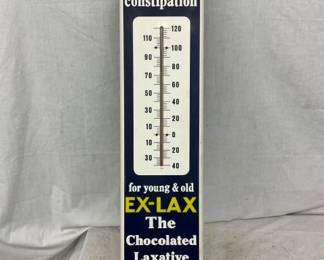 constipation
120
110
100
90
80
70
60
50
40
30
20
10
0
10
20
30
40
for young & old
EX-LAX
The
Chocolated
Laxative